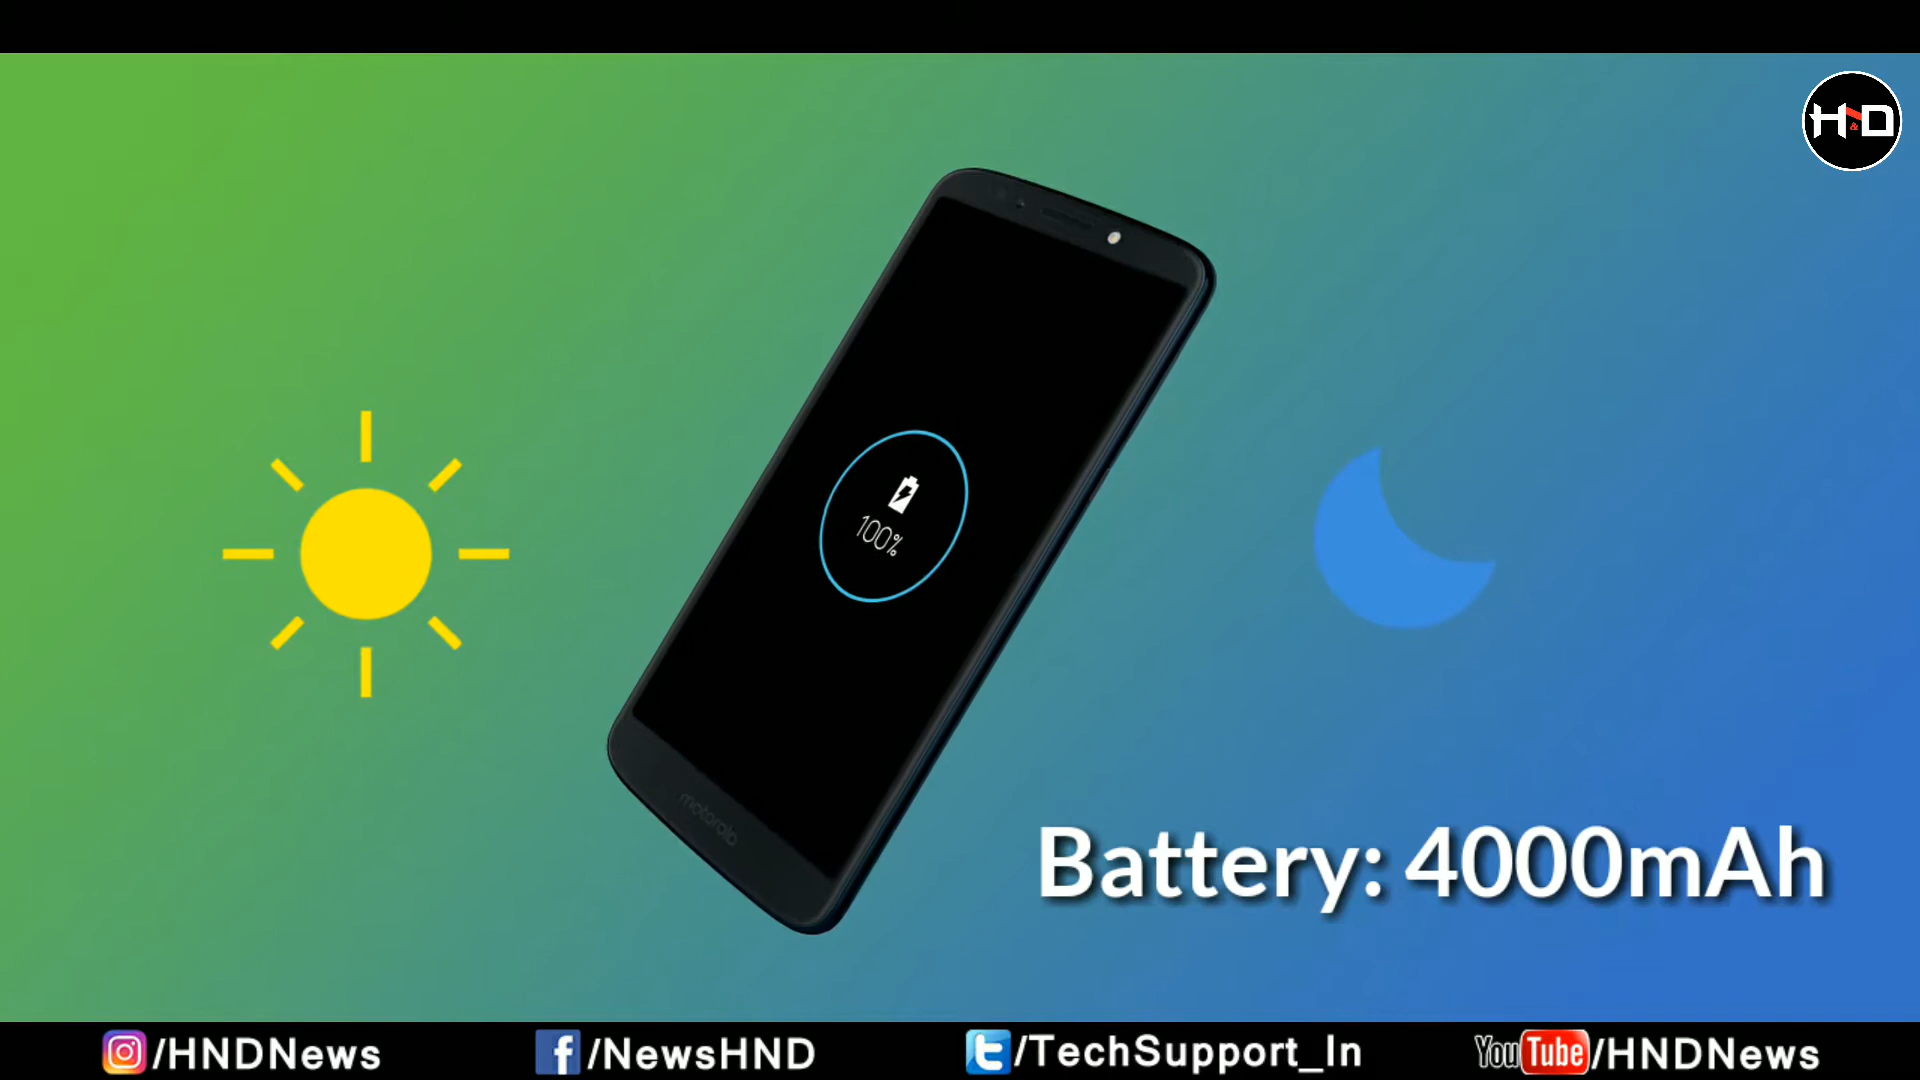 H&D
100%
motorola
Battery: 4000mAh
/HNDNews
/NewsHND
/TechSupport_In
YouTube/HNDNews